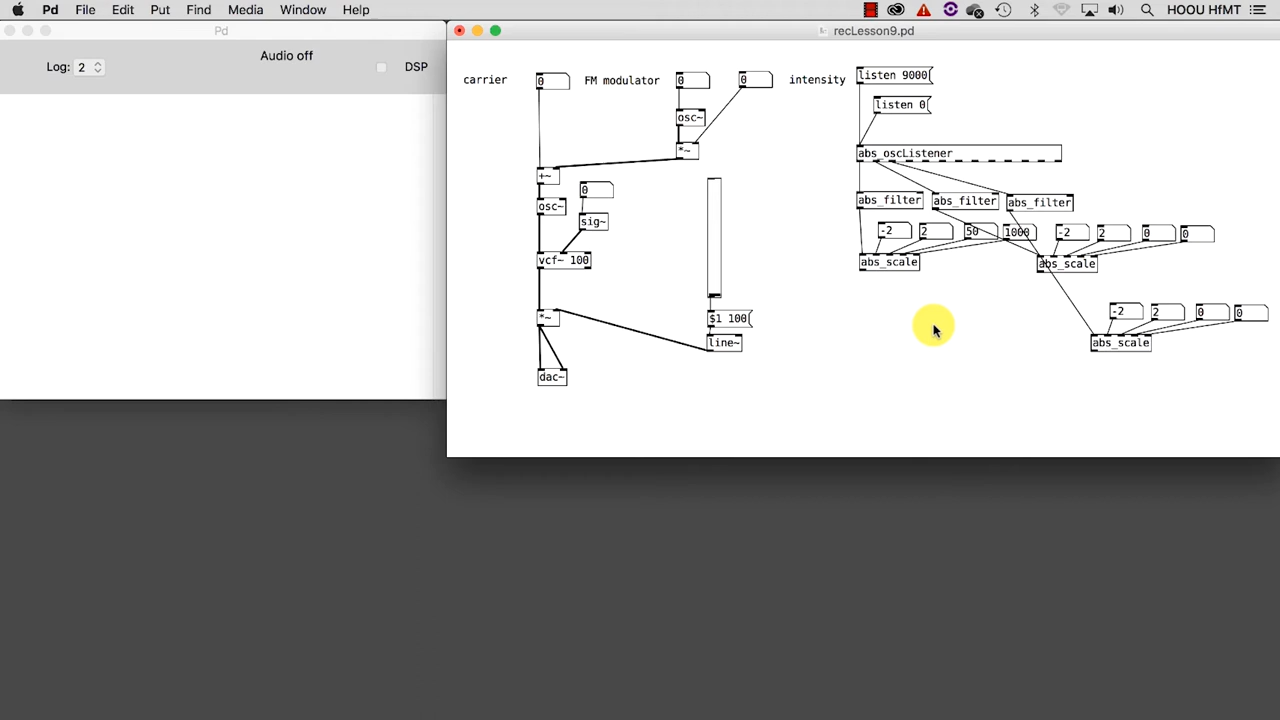 Pd File Edit Put Find Media Window Help HOOU HfMT
Pd
recLesson9.pd
Audio off
Log: 2
DSP
carrier
0
FM modulator
0
0
intensity
listen 9000
listen 0
osc~
*~
abs_oscListener
+~
0
osc~
sig~
abs_filter
abs_filter
abs_filter
-2
2
50
1000
-2
2
0
0
vcf~ 100
abs_scale
abs_scale
*~
$1 100
-2
2
0
0
line~
abs_scale
dac~